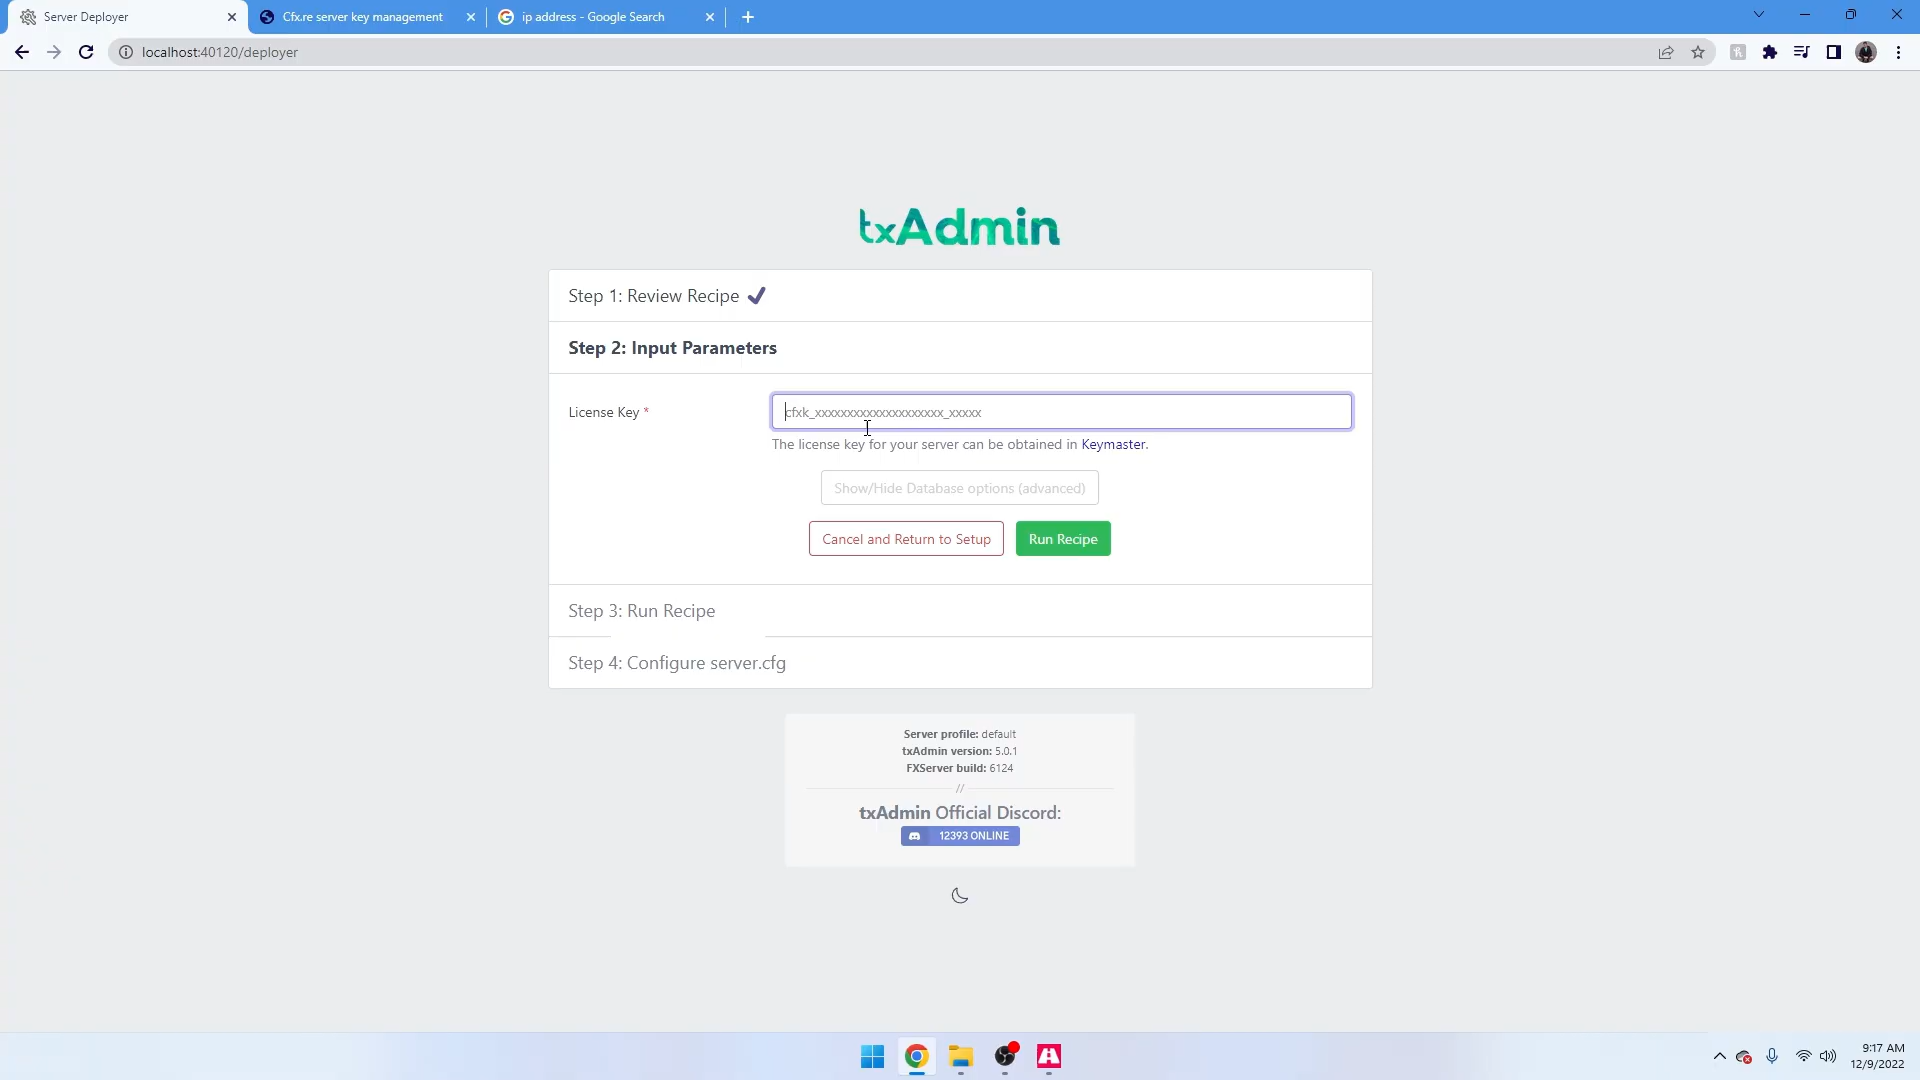 Server Deployer
Cfx.re server key management
ip address - Google Search
localhost:40120/deployer
txAdmin
Step 1: Review Recipe
Step 2: Input Parameters
License Key *
cfxk_xxxxxxxxxxxxxxxxxxxx_xxxxx
The license key for your server can be obtained in Keymaster.
Show/Hide Database options (advanced)
Cancel and Return to Setup
Run Recipe
Step 3: Run Recipe
Step 4: Configure server.cfg
Server profile: default
txAdmin version: 5.0.1
FXServer build: 6124
//
txAdmin Official Discord:
12393 ONLINE
9:17 AM
12/9/2022